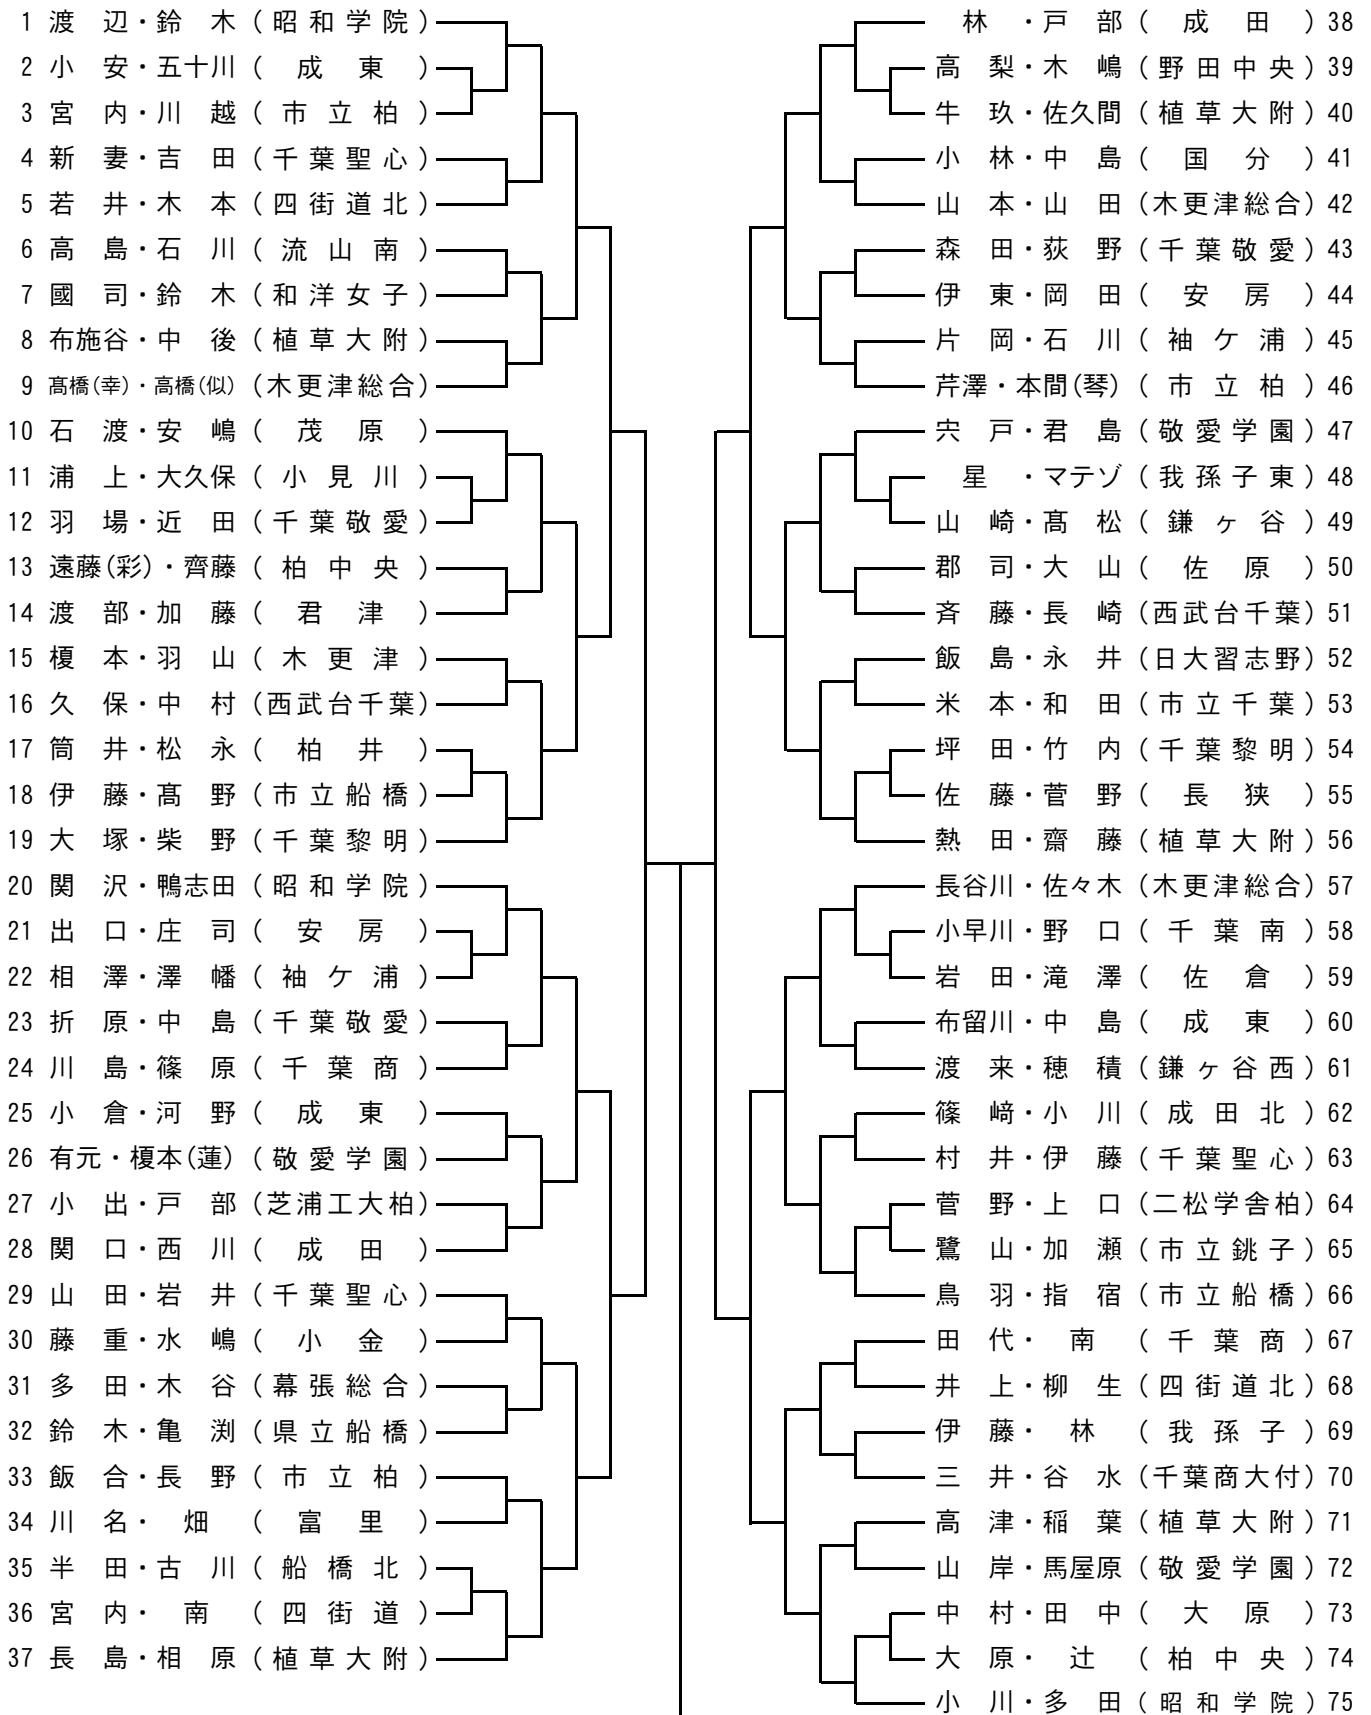 1 渡 辺・鈴 木 ( 昭 和 学 院 )
2 小 安・五十川 ( 成 東 )
3 宮 内・川 越 ( 市 立 柏 )
4 新 妻・吉 田 ( 千 葉 聖 心 )
5 若 井・木 本 ( 四 街 道 北 )
6 高 島・石 川 ( 流 山 南 )
7 國 司・鈴 木 ( 和 洋 女 子 )
8 布施谷・中 後 ( 植 草 大 附 )
9 髙橋(幸)・高橋(似) (木更津総合)
10 石 渡・安 嶋 ( 茂 原 )
11 浦 上・大久保 ( 小 見 川 )
12 羽 場・近 田 ( 千 葉 敬 愛 )
13 遠藤(彩)・齊藤 ( 柏 中 央 )
14 渡 部・加 藤 ( 君 津 )
15 榎 本・羽 山 ( 木 更 津 )
16 久 保・中 村 (西武台千葉)
17 筒 井・松 永 ( 柏 井 )
18 伊 藤・髙 野 ( 市 立 船 橋 )
19 大 塚・柴 野 ( 千 葉 黎 明 )
20 関 沢・鴨志田 ( 昭 和 学 院 )
21 出 口・庄 司 ( 安 房 )
22 相 澤・澤 幡 ( 袖 ケ 浦 )
23 折 原・中 島 ( 千 葉 敬 愛 )
24 川 島・篠 原 ( 千 葉 商 )
25 小 倉・河 野 ( 成 東 )
26 有元・榎本(蓮) ( 敬 愛 学 園 )
27 小 出・戸 部 (芝浦工大柏)
28 関 口・西 川 ( 成 田 )
29 山 田・岩 井 ( 千 葉 聖 心 )
30 藤 重・水 嶋 ( 小 金 )
31 多 田・木 谷 ( 幕 張 総 合 )
32 鈴 木・亀 渕 ( 県 立 船 橋 )
33 飯 合・長 野 ( 市 立 柏 )
34 川 名・ 畑 ( 富 里 )
35 半 田・古 川 ( 船 橋 北 )
36 宮 内・ 南 ( 四 街 道 )
37 長 島・相 原 ( 植 草 大 附 )
林 ・戸 部 ( 成 田 ) 38
高 梨・木 嶋 ( 野 田 中 央 ) 39
牛 玖・佐久間 ( 植 草 大 附 ) 40
小 林・中 島 ( 国 分 ) 41
山 本・山 田 (木更津総合) 42
森 田・荻 野 ( 千 葉 敬 愛 ) 43
伊 東・岡 田 ( 安 房 ) 44
片 岡・石 川 ( 袖 ケ 浦 ) 45
芹澤・本間(琴) ( 市 立 柏 ) 46
宍 戸・君 島 ( 敬 愛 学 園 ) 47
星 ・マテゾ ( 我 孫 子 東 ) 48
山 崎・髙 松 ( 鎌 ヶ 谷 ) 49
郡 司・大 山 ( 佐 原 ) 50
斉 藤・長 崎 (西武台千葉) 51
飯 島・永 井 (日大習志野) 52
米 本・和 田 ( 市 立 千 葉 ) 53
坪 田・竹 内 ( 千 葉 黎 明 ) 54
佐 藤・菅 野 ( 長 狭 ) 55
熱 田・齋 藤 ( 植 草 大 附 ) 56
長谷川・佐々木 (木更津総合) 57
小早川・野 口 ( 千 葉 南 ) 58
岩 田・滝 澤 ( 佐 倉 ) 59
布留川・中 島 ( 成 東 ) 60
渡 来・穂 積 ( 鎌 ヶ 谷 西 ) 61
篠 﨑・小 川 ( 成 田 北 ) 62
村 井・伊 藤 ( 千 葉 聖 心 ) 63
菅 野・上 口 (二松学舎柏) 64
鷺 山・加 瀬 ( 市 立 銚 子 ) 65
鳥 羽・指 宿 ( 市 立 船 橋 ) 66
田 代・ 南 ( 千 葉 商 ) 67
井 上・柳 生 ( 四 街 道 北 ) 68
伊 藤・ 林 ( 我 孫 子 ) 69
三 井・谷 水 (千葉商大付) 70
高 津・稲 葉 ( 植 草 大 附 ) 71
山 岸・馬屋原 ( 敬 愛 学 園 ) 72
中 村・田 中 ( 大 原 ) 73
大 原・ 辻 ( 柏 中 央 ) 74
小 川・多 田 ( 昭 和 学 院 ) 75